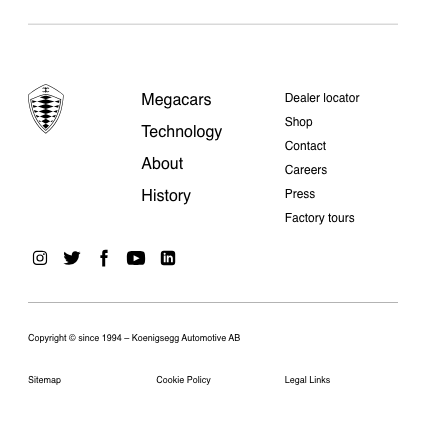 Megacars
Technology
About
History
Dealer locator
Shop
Contact
Careers
Press
Factory tours
Copyright © since 1994 – Koenigsegg Automotive AB
Sitemap
Cookie Policy
Legal Links